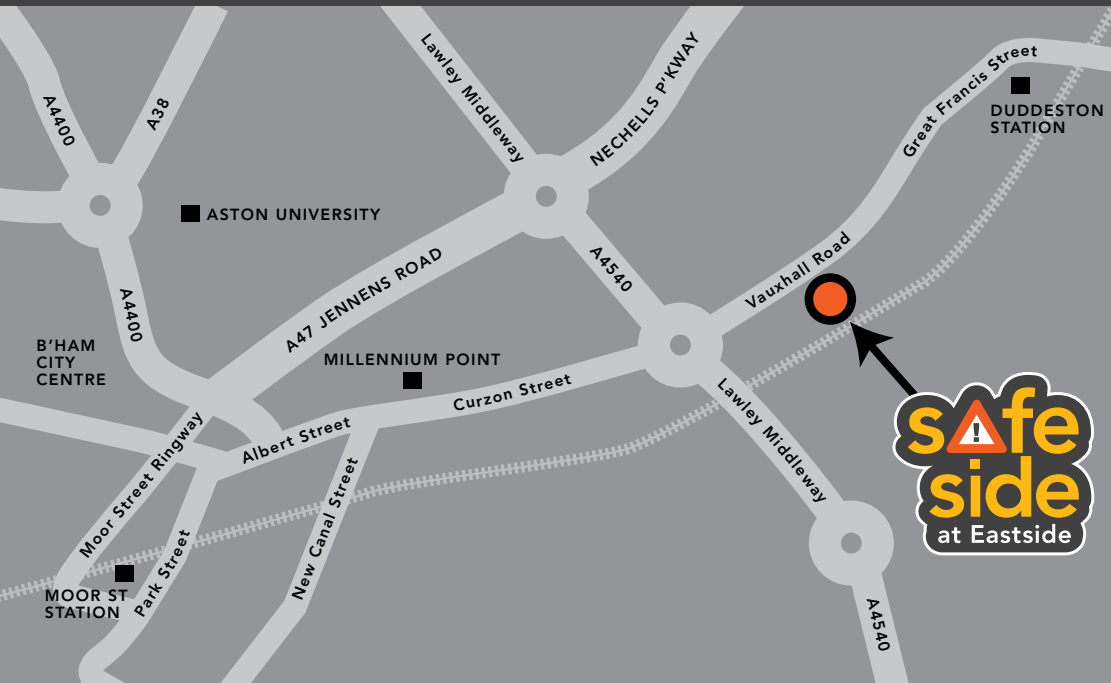 A4400
A38
Lawley Middleway
NECHELLS P'KWAY
Great Francis Street
DUDDESTON
STATION
ASTON UNIVERSITY
A47 JENNENS ROAD
A4540
Vauxhall Road
A4400
B'HAM
CITY
CENTRE
MILLENNIUM POINT
Curzon Street
Albert Street
Moor Street Ringway
New Canal Street
Park Street
MOOR ST
STATION
Lawley Middleway
A4540
safe
side
at Eastside